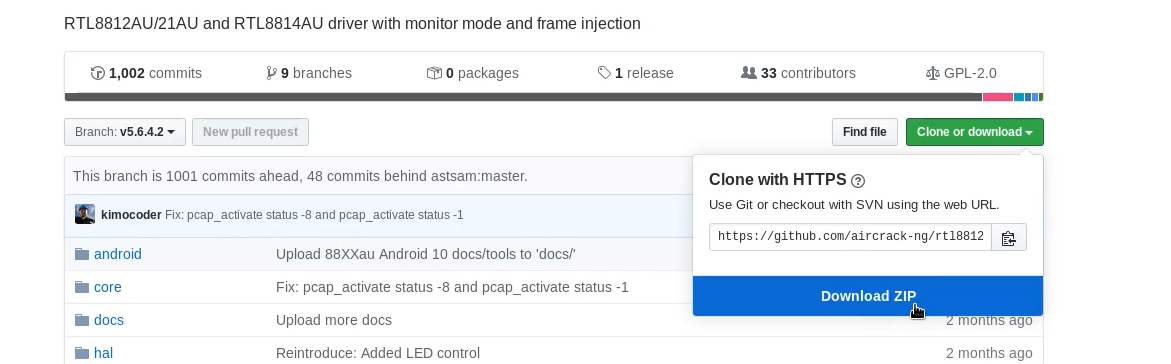 RTL8812AU/21AU and RTL8814AU driver with monitor mode and frame injection
1,002 commits 9 branches 0 packages 1 release 33 contributors GPL-2.0
Branch: v5.6.4.2 New pull request Find file Clone or download
This branch is 1001 commits ahead, 48 commits behind astsam:master.
kimocoder Fix: pcap_activate status -8 and pcap_activate status -1
Clone with HTTPS ?
Use Git or checkout with SVN using the web URL.
https://github.com/aircrack-ng/rtl8812
Download ZIP
android Upload 88XXau Android 10 docs/tools to 'docs/'
core Fix: pcap_activate status -8 and pcap_activate status -1
docs Upload more docs 2 months ago
hal Reintroduce: Added LED control 2 months ago